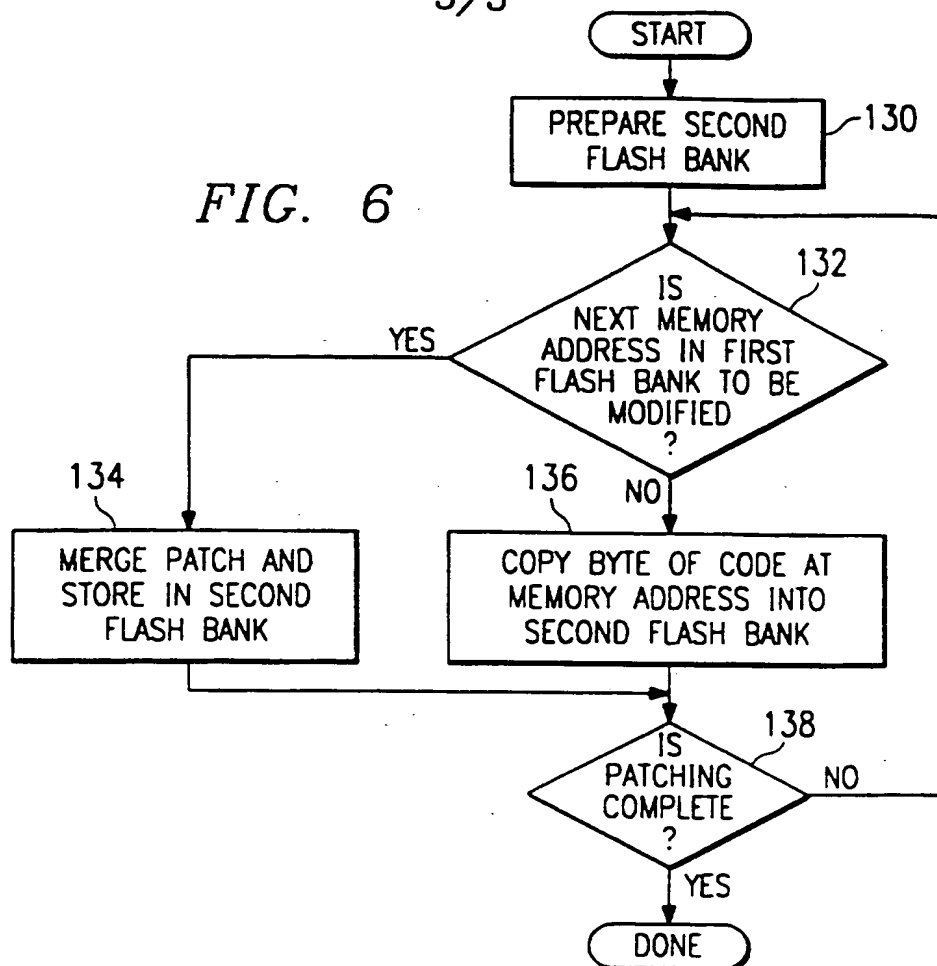 START
PREPARE SECOND
FLASH BANK
130
FIG. 6
132
IS
NEXT MEMORY
ADDRESS IN FIRST
FLASH BANK TO BE
MODIFIED
?
YES
NO
134
MERGE PATCH AND
STORE IN SECOND
FLASH BANK
136
COPY BYTE OF CODE AT
MEMORY ADDRESS INTO
SECOND FLASH BANK
138
IS
PATCHING
COMPLETE
?
NO
YES
DONE